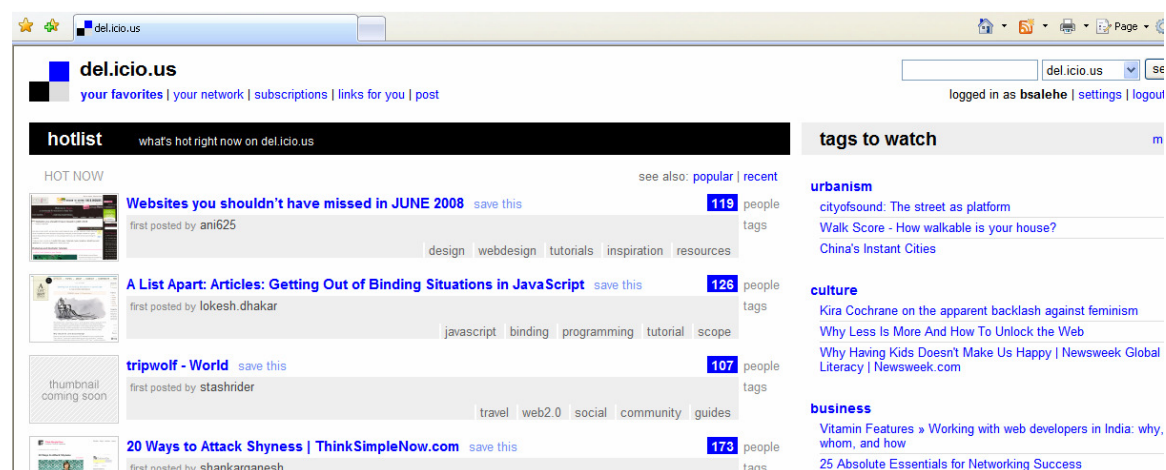 del.icio.us
Page
del.icio.us
del.icio.us
your favorites | your network | subscriptions | links for you | post
logged in as bsalehe | settings | logout
hotlist what's hot right now on del.icio.us
HOT NOW
see also: popular | recent
Websites you shouldn't have missed in JUNE 2008 save this 119 people
first posted by ani625 tags
design webdesign tutorials inspiration resources
A List Apart: Articles: Getting Out of Binding Situations in JavaScript save this 126 people
first posted by lokesh.dhakar tags
javascript binding programming tutorial scope
thumbnail
coming soon
tripwolf - World save this 107 people
first posted by stashrider tags
travel web2.0 social community guides
20 Ways to Attack Shyness | ThinkSimpleNow.com save this 173 people
first posted by shankarganesh tags
tags to watch
urbanism
cityofsound: The street as platform
Walk Score - How walkable is your house?
China's Instant Cities
culture
Kira Cochrane on the apparent backlash against feminism
Why Less Is More And How To Unlock the Web
Why Having Kids Doesn't Make Us Happy | Newsweek Global
Literacy | Newsweek.com
business
Vitamin Features » Working with web developers in India: why,
whom, and how
25 Absolute Essentials for Networking Success